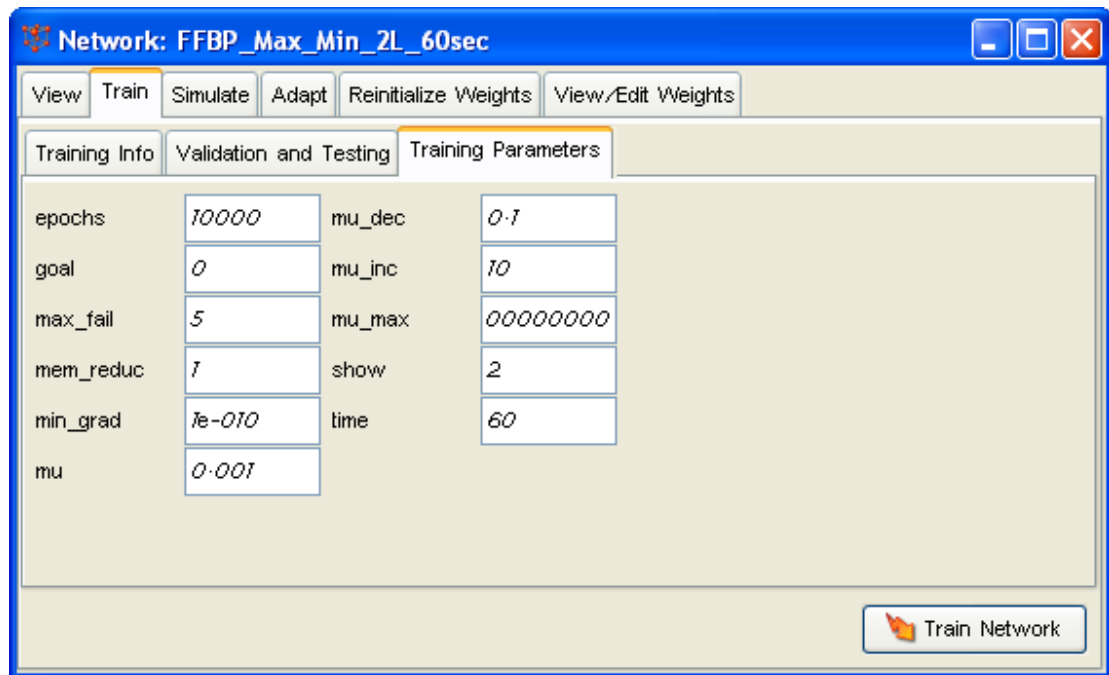 Network: FFBP_Max_Min_2L_60sec
View Train Simulate Adapt Reinitialize Weights View/Edit Weights
Training Info Validation and Testing Training Parameters
epochs 10000 mu_dec 0.1
goal 0 mu_inc 10
max_fail 5 mu_max 00000000
mem_reduc 1 show 2
min_grad 1e-010 time 60
mu 0.001
Train Network